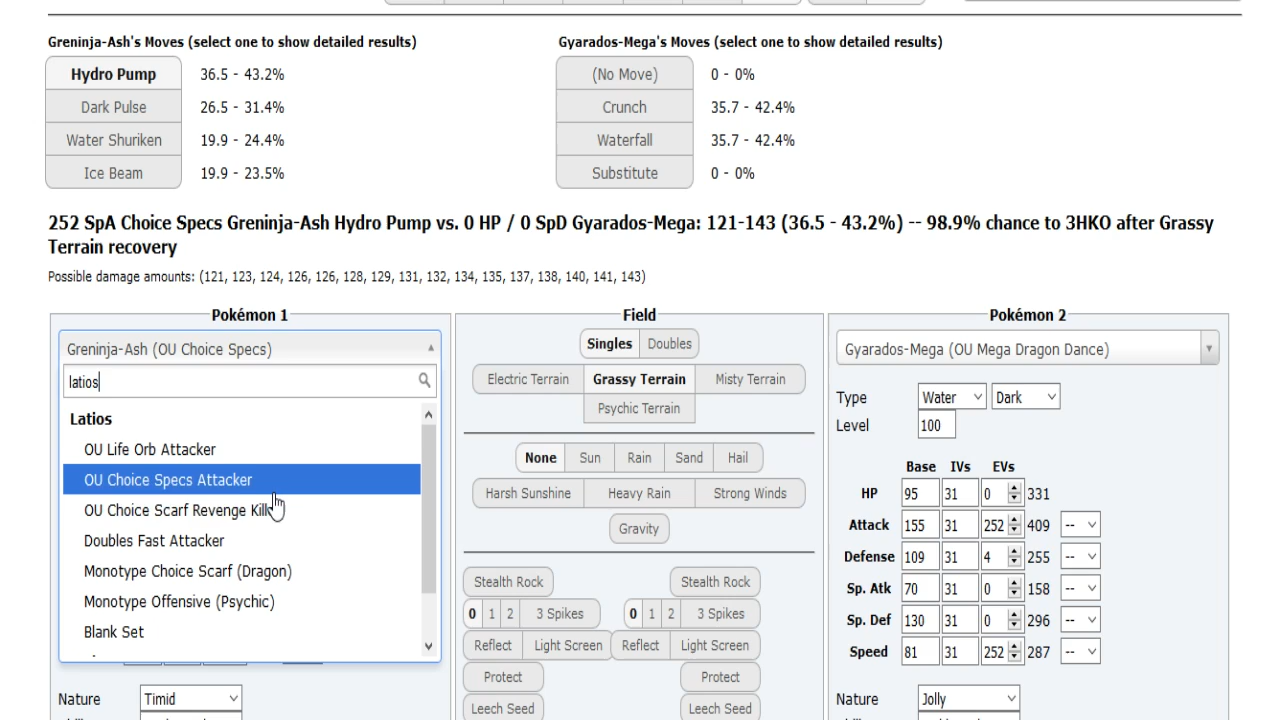 Greninja-Ash's Moves (select one to show detailed results)
Hydro Pump 36.5 - 43.2%
Dark Pulse 26.5 - 31.4%
Water Shuriken 19.9 - 24.4%
Ice Beam 19.9 - 23.5%
Gyarados-Mega's Moves (select one to show detailed results)
(No Move) 0 - 0%
Crunch 35.7 - 42.4%
Waterfall 35.7 - 42.4%
Substitute 0 - 0%
252 SpA Choice Specs Greninja-Ash Hydro Pump vs. 0 HP / 0 SpD Gyarados-Mega: 121-143 (36.5 - 43.2%) -- 98.9% chance to 3HKO after Grassy
Terrain recovery
Possible damage amounts: (121, 123, 124, 126, 126, 128, 129, 131, 132, 134, 135, 137, 138, 140, 141, 143)
Pokémon 1
Greninja-Ash (OU Choice Specs)
latios
Latios
OU Life Orb Attacker
OU Choice Specs Attacker
OU Choice Scarf Revenge
Doubles Fast Attacker
Monotype Choice Scarf (Dragon)
Monotype Offensive (Psychic)
Blank Set
Nature Timid
Field
Singles Doubles
Electric Terrain Grassy Terrain Misty Terrain
Psychic Terrain
None Sun Rain Sand Hail
Harsh Sunshine Heavy Rain Strong Winds
Gravity
Stealth Rock Stealth Rock
0 1 2 3 Spikes 0 1 2 3 Spikes
Reflect Light Screen Reflect Light Screen
Protect Protect
Leech Seed Leech Seed
Pokémon 2
Gyarados-Mega (OU Mega Dragon Dance)
Type Water Dark
Level 100
Base IVs EVs
HP 95 31 0 331
Attack 155 31 252 409 --
Defense 109 31 4 255 --
Sp. Atk 70 31 0 158 --
Sp. Def 130 31 0 296 --
Speed 81 31 252 287 --
Nature Jolly